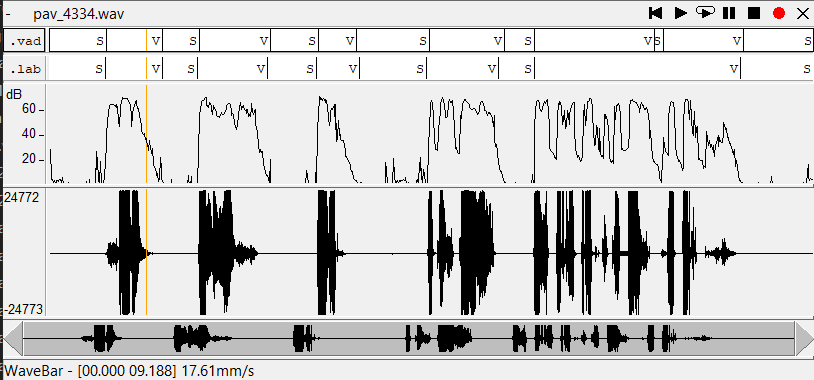 - pav_4334.wav
.vad S V S V S V S V S V S V S
.lab S V S V S V S V S V S
dB
60
40
20
24772
-24773
WaveBar - [00.000 09.188] 17.61mm/s